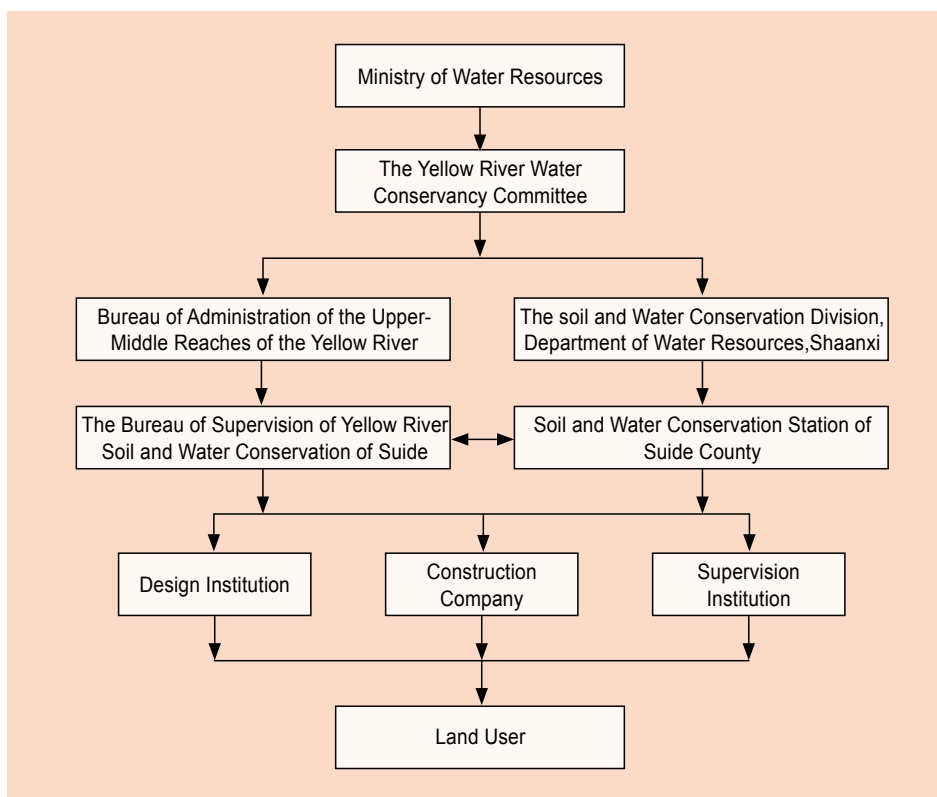 Ministry of Water Resources
The Yellow River Water
Conservancy Committee
Bureau of Administration of the Upper-
Middle Reaches of the Yellow River
The soil and Water Conservation Division,
Department of Water Resources,Shaanxi
The Bureau of Supervision of Yellow River
Soil and Water Conservation of Suide
Soil and Water Conservation Station of
Suide County
Design Institution
Construction
Company
Supervision
Institution
Land User